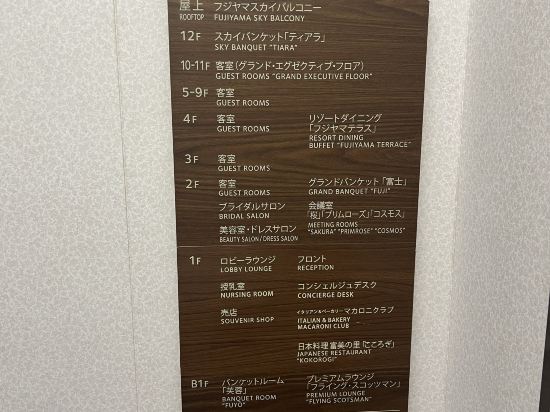 屋上 フジヤマスカイバルコニー
ROOFTOP FUJIYAMA SKY BALCONY
12F スカイバンケット「ティアラ」
SKY BANQUET "TIARA"
10-11F 客室(グランド・エグゼクティブ・フロア)
GUEST ROOMS "GRAND EXECUTIVE FLOOR"
5-9F 客室
GUEST ROOMS
4F 客室
GUEST ROOMS
リゾートダイニング
「フジヤマテラス」
RESORT DINING
BUFFET "FUJIYAMA TERRACE"
3F 客室
GUEST ROOMS
2F 客室
GUEST ROOMS
グランドバンケット「富士」
GRAND BANQUET "FUJI"
ブライダルサロン
BRIDAL SALON
会議室
「桜」「プリムローズ」「コスモス」
MEETING ROOMS
"SAKURA" "PRIMROSE" "COSMOS"
美容室・ドレスサロン
BEAUTY SALON/DRESS SALON
1F ロビーラウンジ
LOBBY LOUNGE
フロント
RECEPTION
授乳室
NURSING ROOM
コンシェルジュデスク
CONCIERGE DESK
売店
SOUVENIR SHOP
イタリアン&ベーカリー マカロニクラブ
ITALIAN & BAKERY
MACARONI CLUB
日本料理 富美の里「こころぎ」
JAPANESE RESTAURANT
"KOKOROGI"
B1F バンケットルーム
「芙蓉」
BANQUET ROOM
"FUYO"
プレミアムラウンジ
「フライング・スコッツマン」
PREMIUM LOUNGE
"FLYING SCOTSMAN"